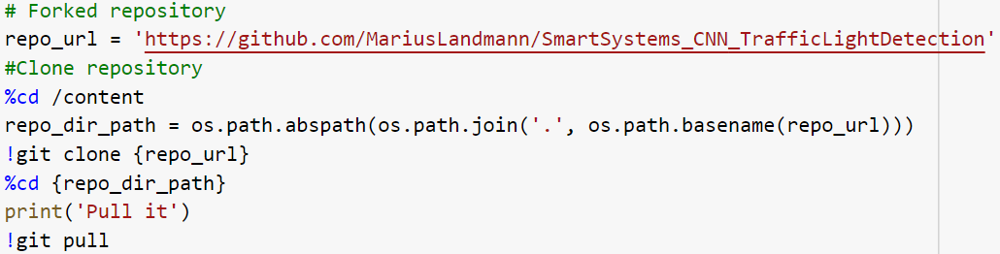 # Forked repository
repo_url = 'https://github.com/MariusLandmann/SmartSystems_CNN_TrafficLightDetection'
#Clone repository
%cd /content
repo_dir_path = os.path.abspath(os.path.join('.', os.path.basename(repo_url)))
!git clone {repo_url}
%cd {repo_dir_path}
print('Pull it')
!git pull